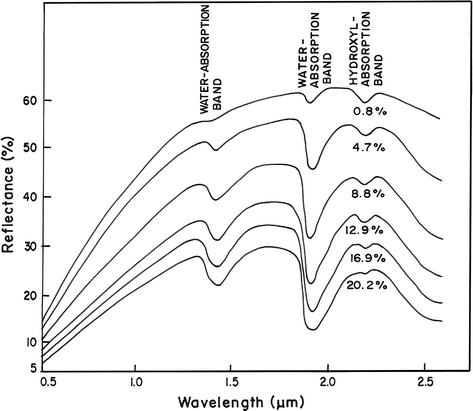 WATER-ABSORPTION
BAND
WATER-
ABSORPTION
BAND
HYDROXYL-
ABSORPTION
BAND
60
50
40
30
20
10
5
Reflectance (%)
0.8%
4.7%
8.8%
12.9%
16.9%
20.2%
0.5
1.0
1.5
2.0
2.5
Wavelength (μm)